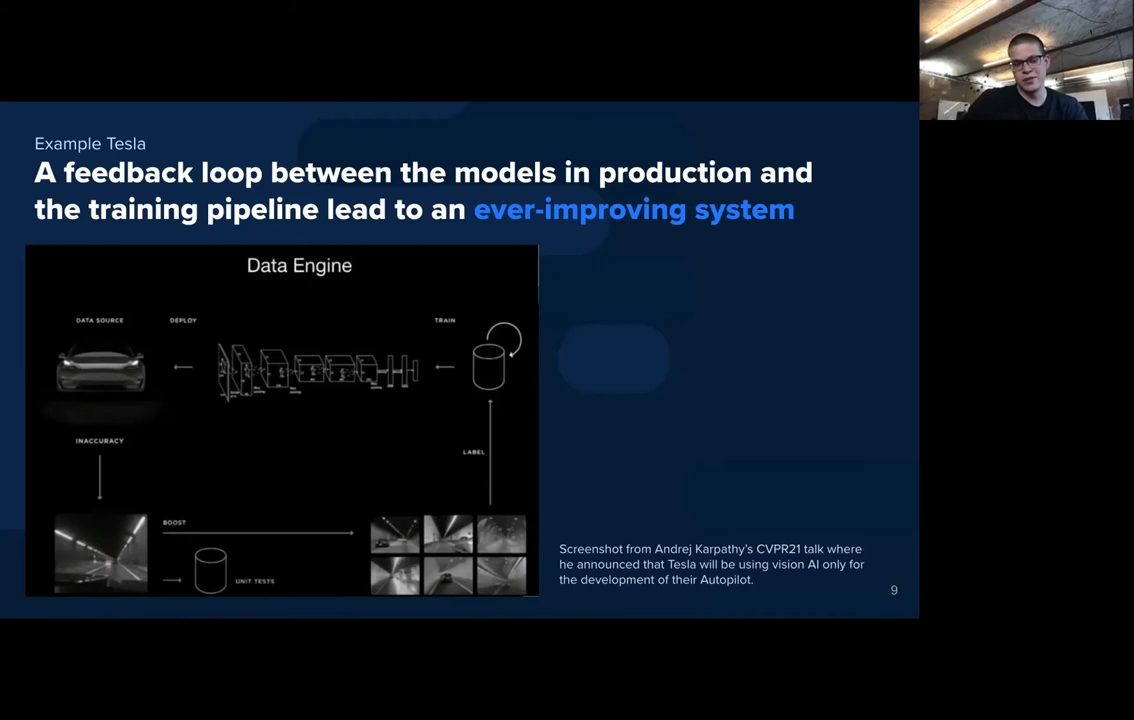 Example Tesla
A feedback loop between the models in production and
the training pipeline lead to an ever-improving system
Data Engine
DATA SOURCE
DEPLOY
TRAIN
INACCURACY
LABEL
BOOST
UNIT TESTS
Screenshot from Andrej Karpathy's CVPR21 talk where
he announced that Tesla will be using vision AI only for
the development of their Autopilot.
9